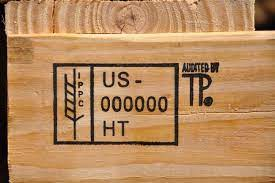 IPPC
US-
000000
HT
AUDITED BY
TP.